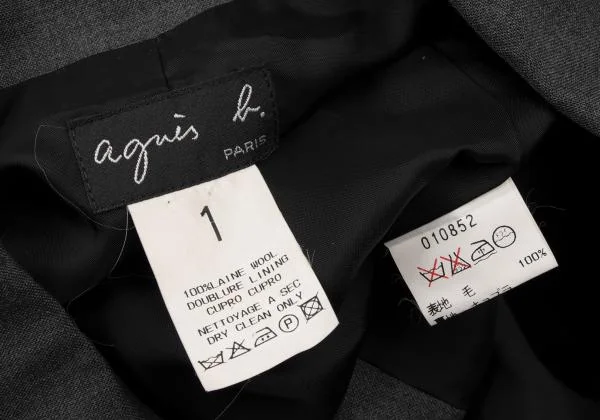 agnès b.
PARIS
1
100%LAINE WOOL
DOUBLURE LINING
CUPRO CUPRO
NETTOYAGE A SEC
DRY CLEAN ONLY
P
010852
100%
表地 毛